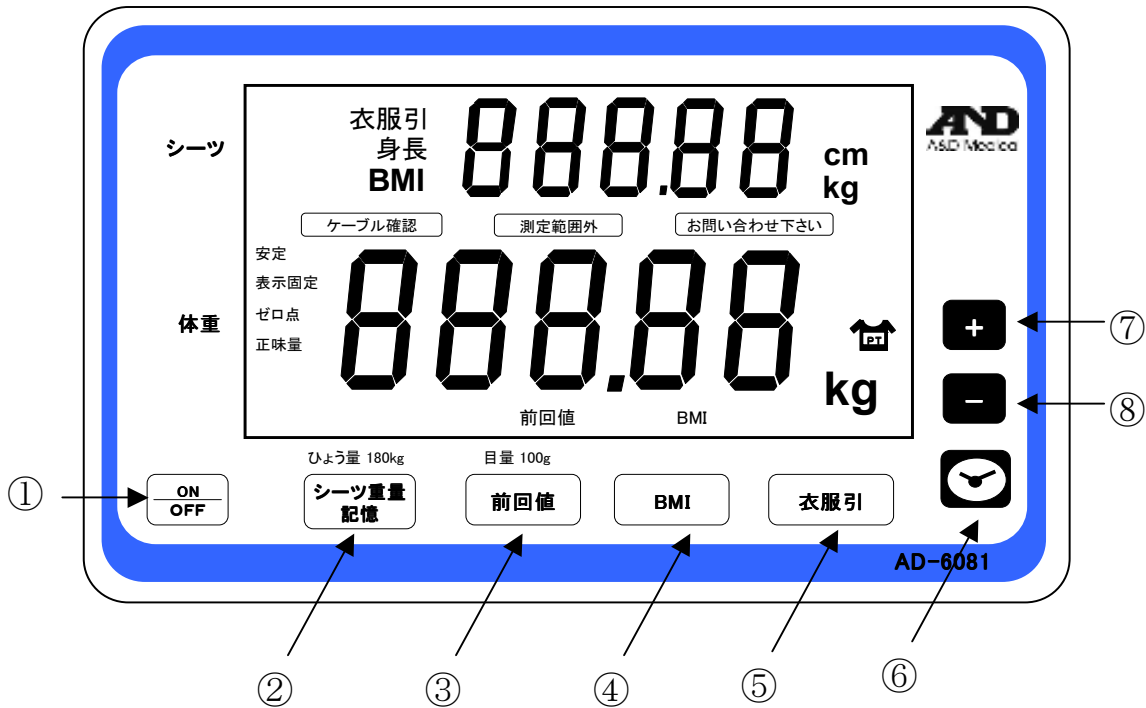 シーツ
衣服引
身長
BMI
888.88
cm
kg
AND
A&D Medical
ケーブル確認
測定範囲外
お問い合わせ下さい
体重
安定
表示固定
ゼロ点
正味量
888.88
PT
kg
前回値
BMI
+
⑦
−
⑧
ひょう量 180kg
目量 100g
①
ON
OFF
シーツ重量
記憶
前回値
BMI
衣服引
AD-6081
②
③
④
⑤
⑥